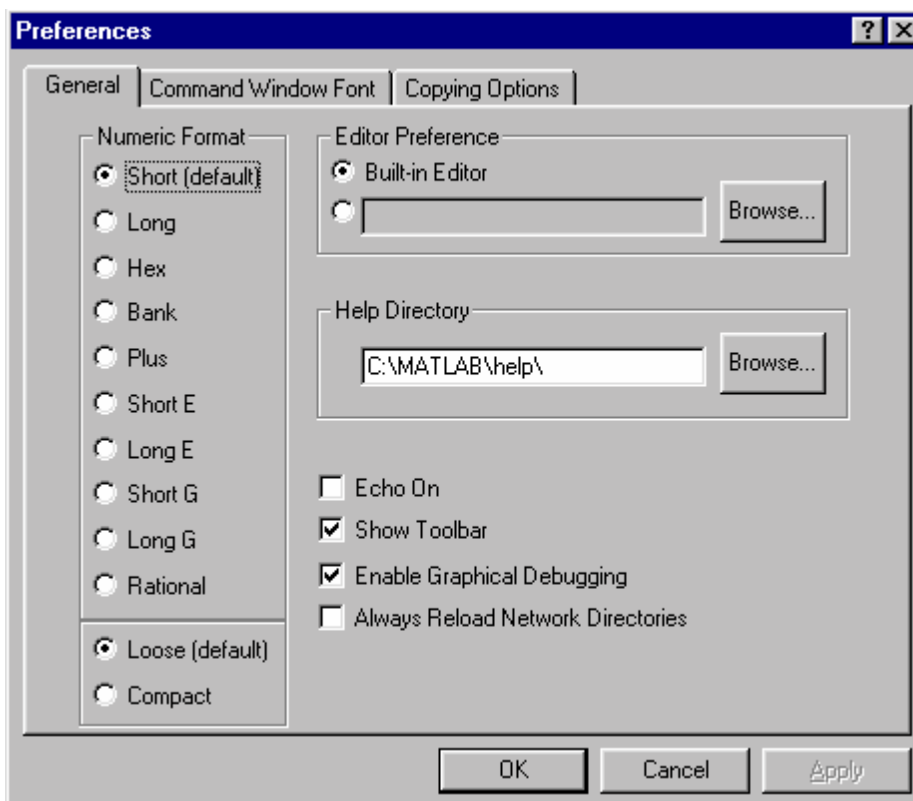 Preferences
General
Command Window Font
Copying Options
Numeric Format
Short (default)
Long
Hex
Bank
Plus
Short E
Long E
Short G
Long G
Rational
Loose (default)
Compact
Editor Preference
Built-in Editor
Browse...
Help Directory
C:\MATLAB\help\
Browse...
Echo On
Show Toolbar
Enable Graphical Debugging
Always Reload Network Directories
OK
Cancel
Apply